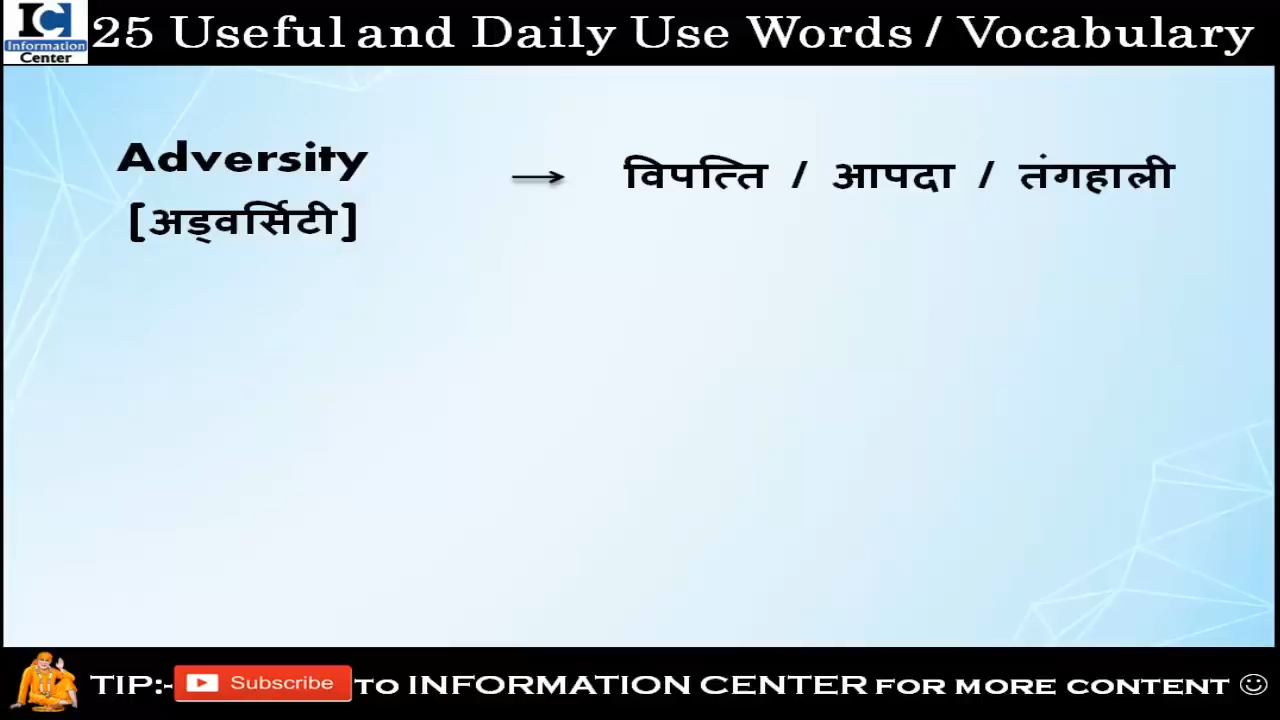 IC
Information
Center
25 Useful and Daily Use Words / Vocabulary
Adversity → विपत्ति / आपदा / तंगहाली
[अड्वर्सिटी]
TIP:- Subscribe to INFORMATION CENTER FOR MORE CONTENT ☺